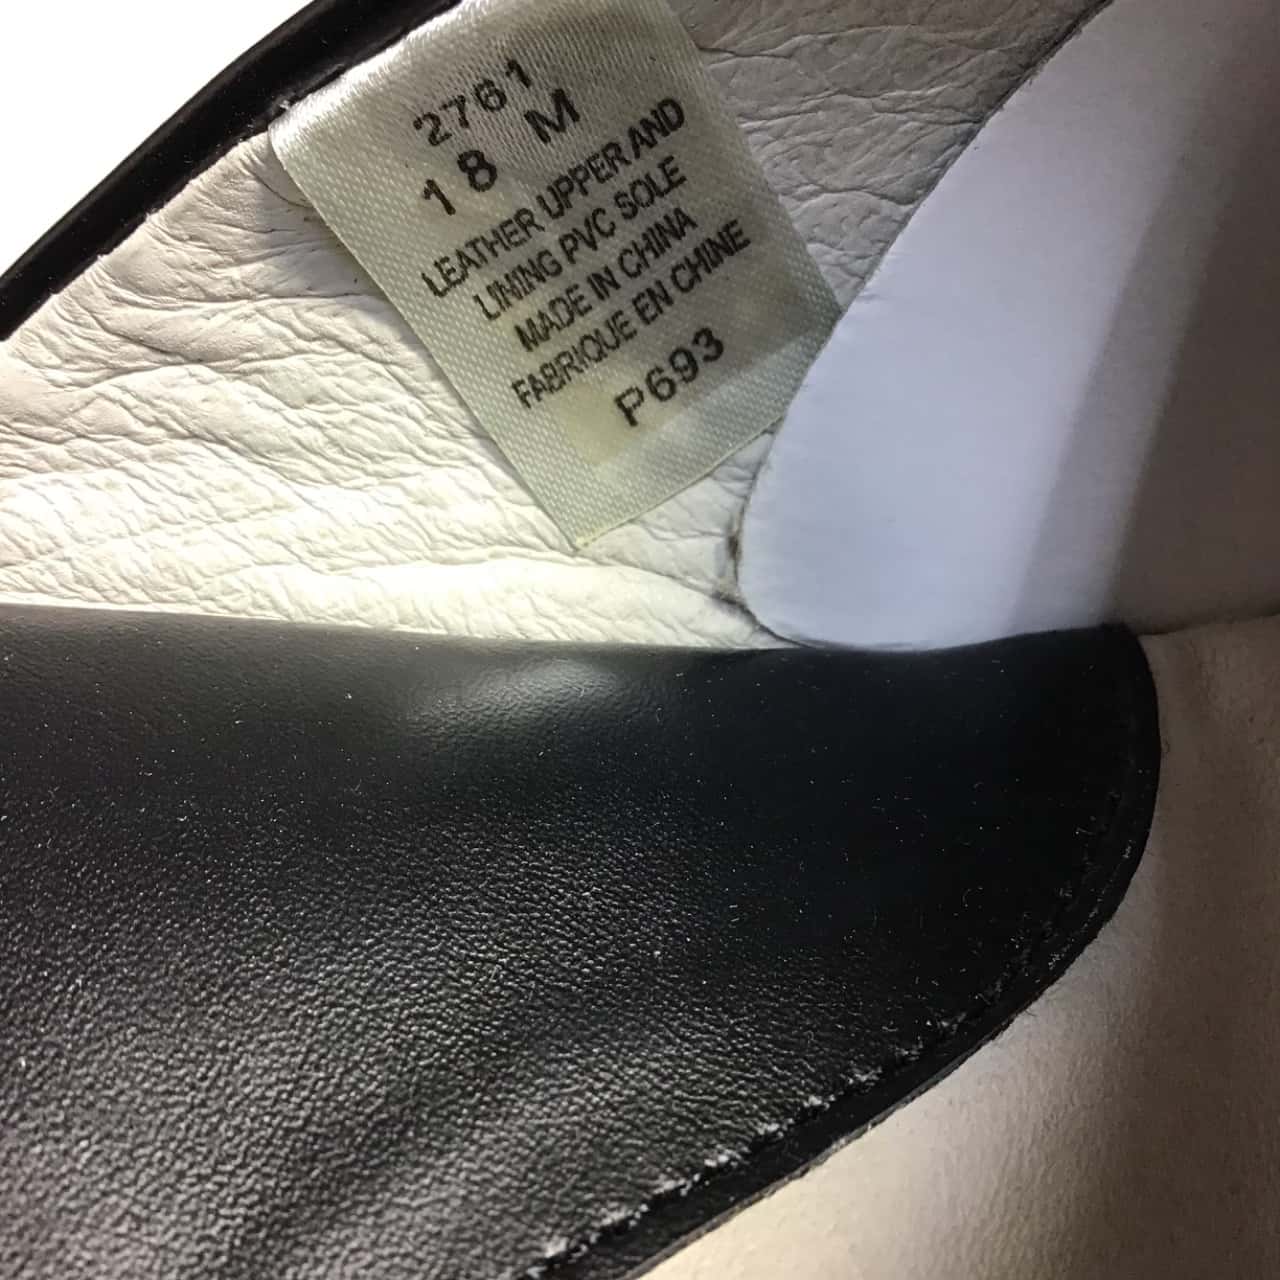 2761
18 M
LEATHER UPPER AND
LINING PVC SOLE
MADE IN CHINA
FABRIQUE EN CHINE
P693